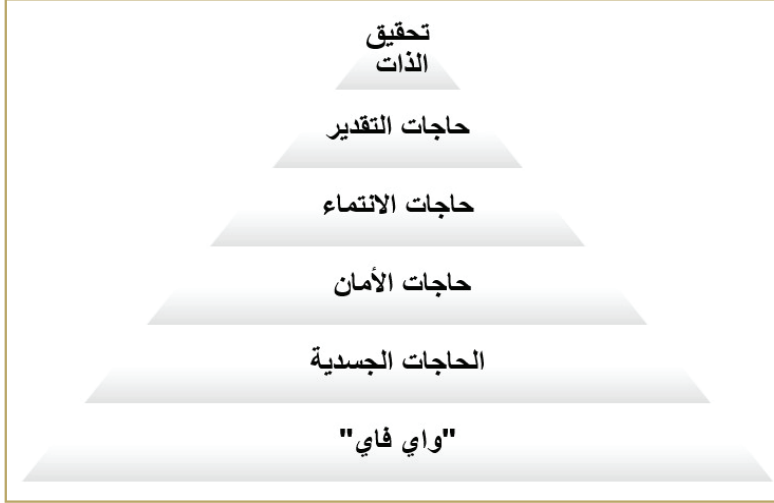 تحقيق
الذات
حاجات التقدير
حاجات الانتماء
حاجات الأمان
الحاجات الجسدية
"واي فاي"